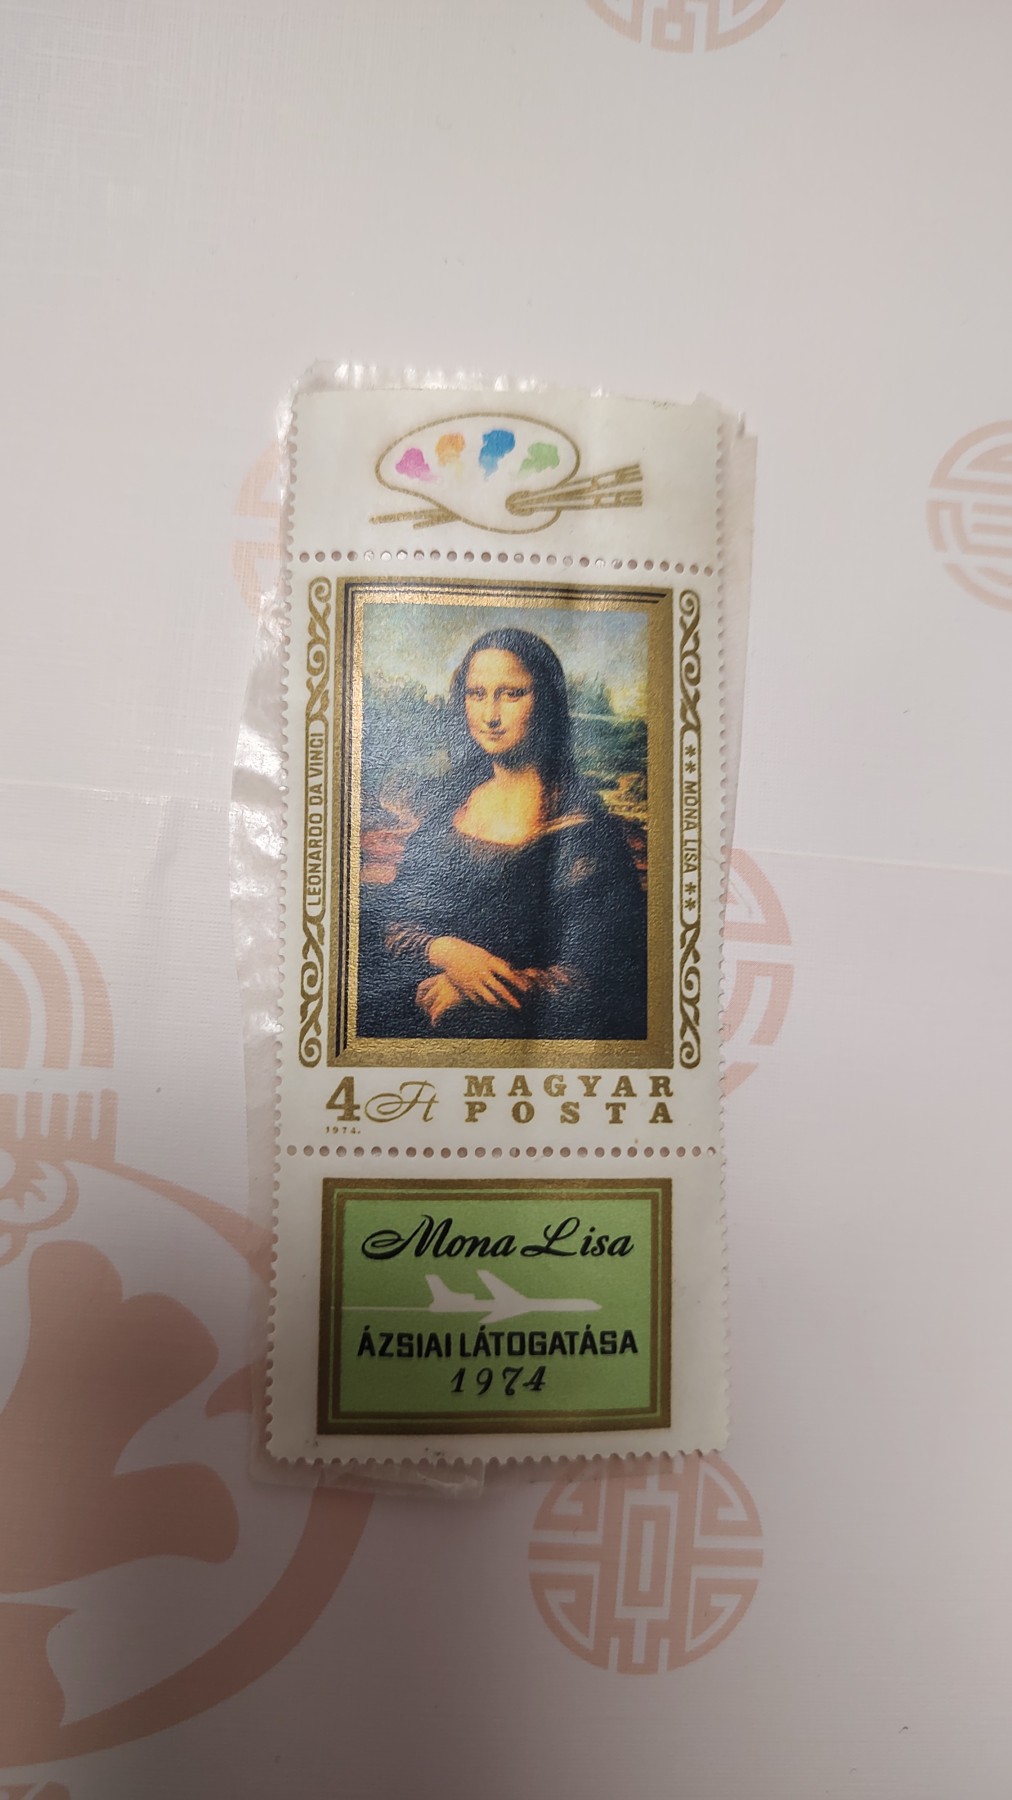 LEONARDO DA VINCI
** MONA LISA **
4 Ft MAGYAR
POSTA
1974.
Mona Lisa
ÁZSIAI LÁTOGATÁSA
1974